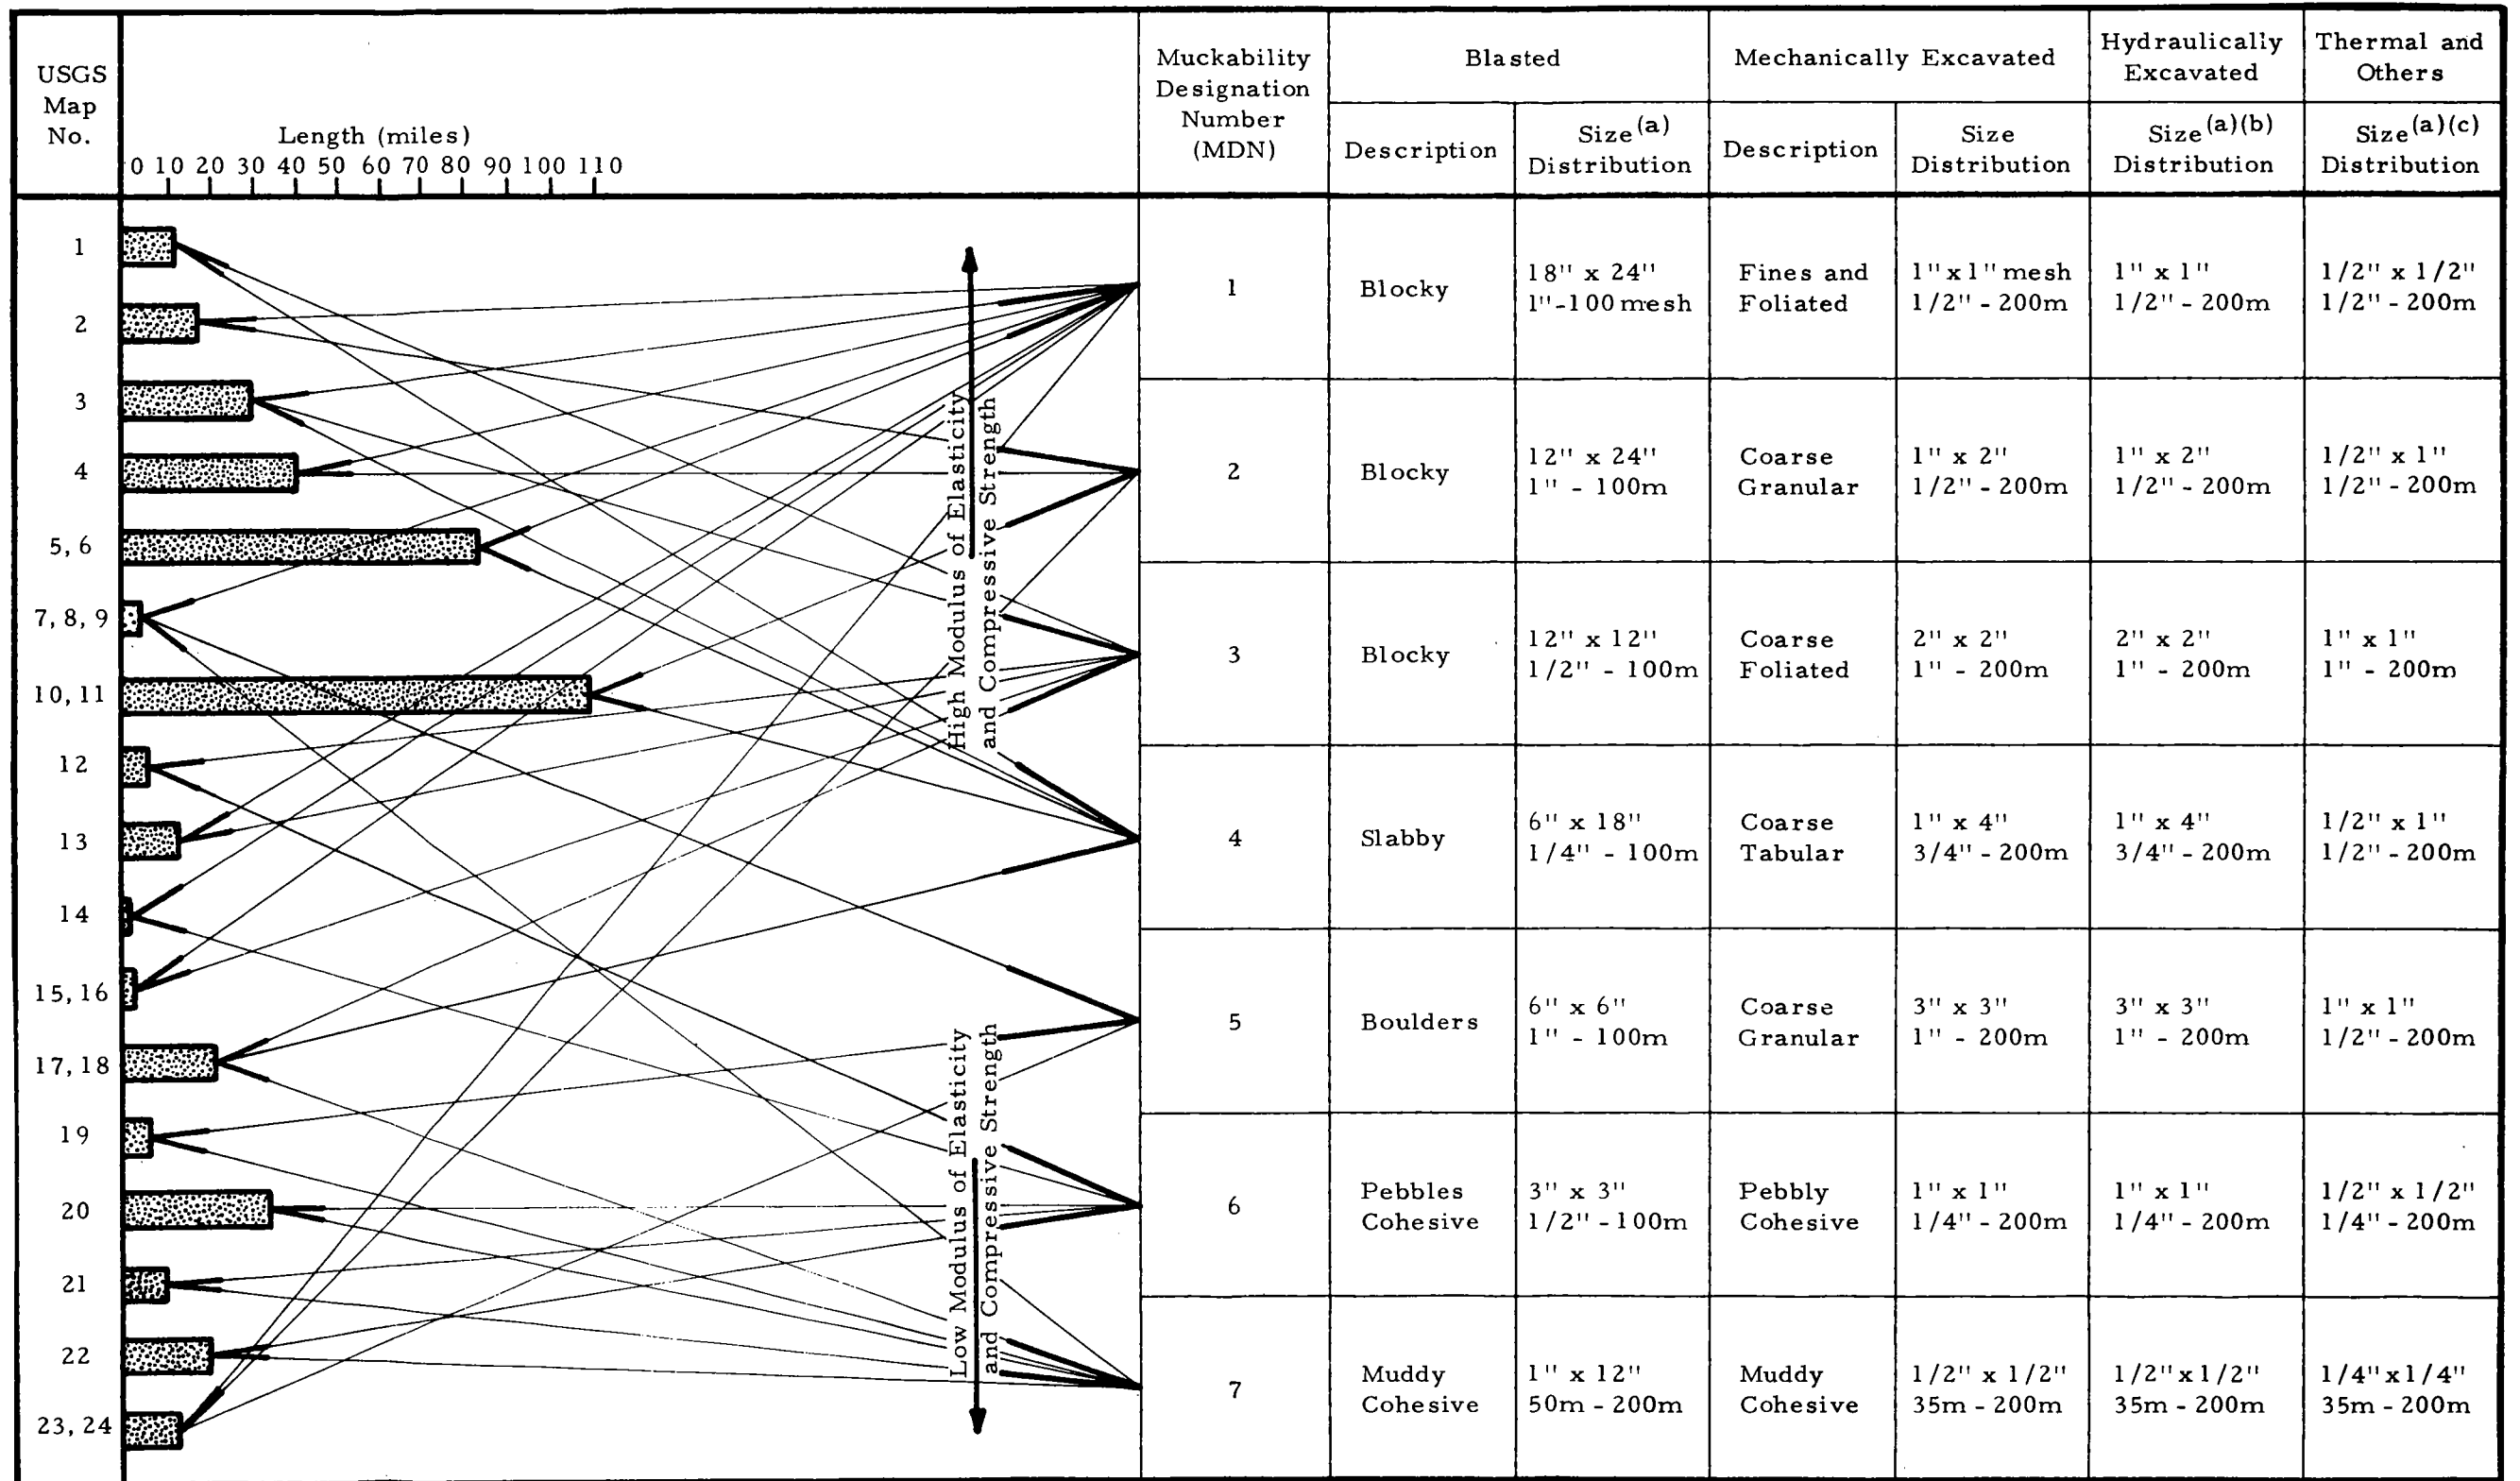 USGS
Map
No.
Length (miles)
0 10 20 30 40 50 60 70 80 90 100 110
Muckability
Designation
Number
(MDN)
Blasted
Mechanically Excavated
Hydraulically
Excavated
Thermal and
Others
Description
Size(a)
Distribution
Description
Size
Distribution
Size(a)(b)
Distribution
Size(a)(c)
Distribution
1
2
3
4
5, 6
7, 8, 9
10, 11
12
13
14
15, 16
17, 18
19
20
21
22
23, 24
High Modulus of Elasticity
and Compressive Strength
Low Modulus of Elasticity
and Compressive Strength
1
Blocky
18" x 24"
1"-100 mesh
Fines and
Foliated
1" x 1" mesh
1/2" - 200m
1" x 1"
1/2" - 200m
1/2" x 1/2"
1/2" - 200m
2
Blocky
12" x 24"
1" - 100m
Coarse
Granular
1" x 2"
1/2" - 200m
1" x 2"
1/2" - 200m
1/2" x 1"
1/2" - 200m
3
Blocky
12" x 12"
1/2" - 100m
Coarse
Foliated
2" x 2"
1" - 200m
2" x 2"
1" - 200m
1" x 1"
1" - 200m
4
Slabby
6" x 18"
1/4" - 100m
Coarse
Tabular
1" x 4"
3/4" - 200m
1" x 4"
3/4" - 200m
1/2" x 1"
1/2" - 200m
5
Boulders
6" x 6"
1" - 100m
Coarse
Granular
3" x 3"
1" - 200m
3" x 3"
1" - 200m
1" x 1"
1/2" - 200m
6
Pebbles
Cohesive
3" x 3"
1/2" - 100m
Pebbly
Cohesive
1" x 1"
1/4" - 200m
1" x 1"
1/4" - 200m
1/2" x 1/2"
1/4" - 200m
7
Muddy
Cohesive
1" x 12"
50m - 200m
Muddy
Cohesive
1/2" x 1/2"
35m - 200m
1/2" x 1/2"
35m - 200m
1/4" x 1/4"
35m - 200m